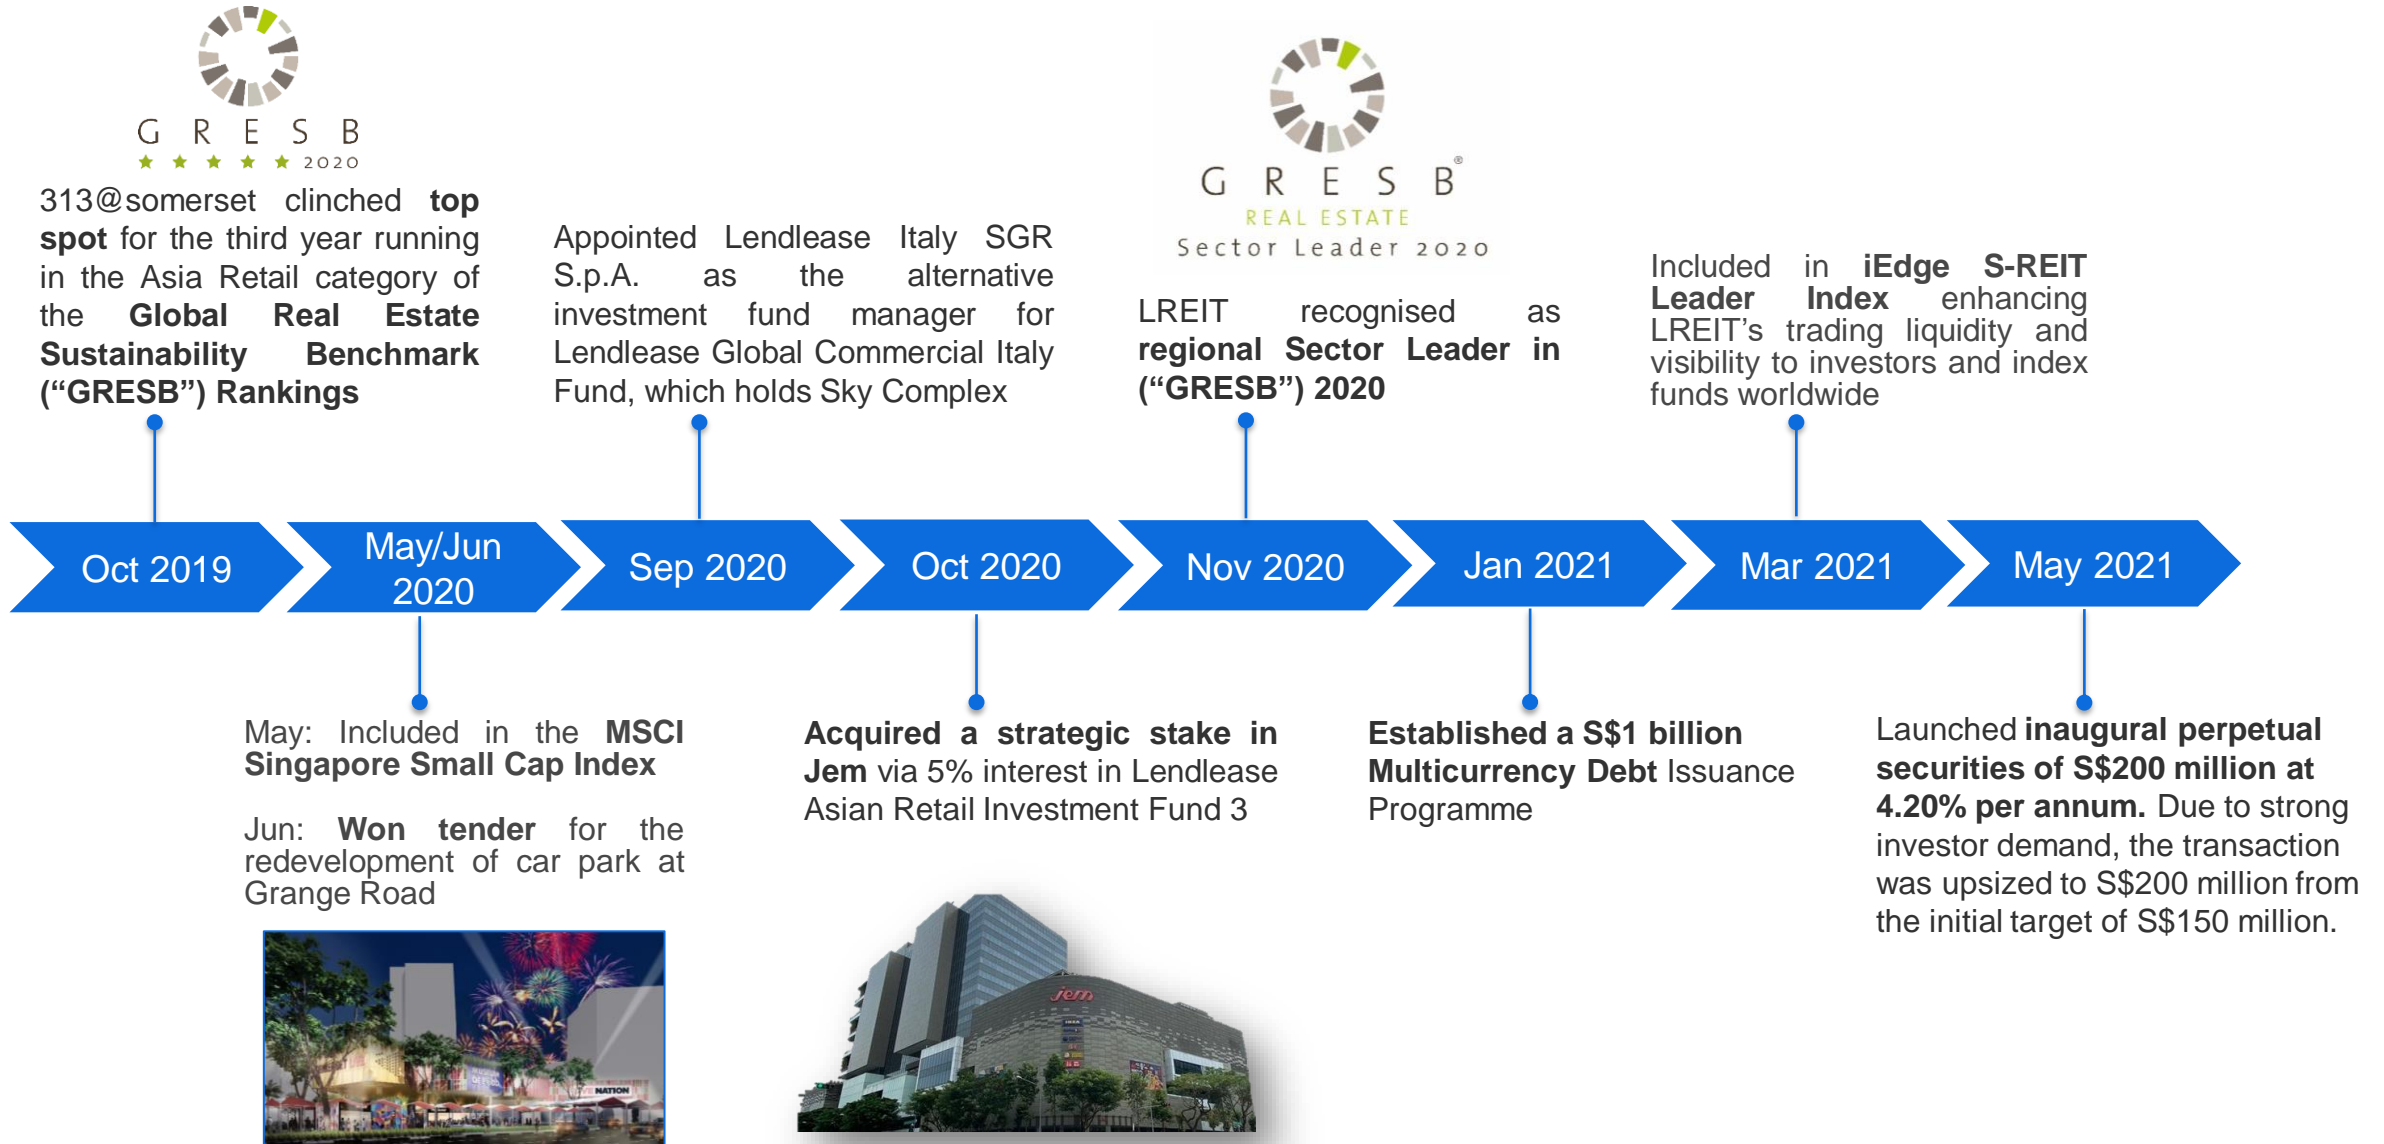 G R E S B
2020
313@somerset clinched top
spot for the third year running
in the Asia Retail category of
the Global Real Estate
Sustainability Benchmark
(“GRESB”) Rankings
Appointed Lendlease Italy SGR
S.p.A. as the alternative
investment fund manager for
Lendlease Global Commercial Italy
Fund, which holds Sky Complex
G R E S B®
REAL ESTATE
Sector Leader 2020
LREIT recognised as
regional Sector Leader in
(“GRESB”) 2020
Included in iEdge S-REIT
Leader Index enhancing
LREIT’s trading liquidity and
visibility to investors and index
funds worldwide
Oct 2019
May/Jun
2020
Sep 2020
Oct 2020
Nov 2020
Jan 2021
Mar 2021
May 2021
May: Included in the MSCI
Singapore Small Cap Index
Jun: Won tender for the
redevelopment of car park at
Grange Road
NATION
Acquired a strategic stake in
Jem via 5% interest in Lendlease
Asian Retail Investment Fund 3
jem
Established a S$1 billion
Multicurrency Debt Issuance
Programme
Launched inaugural perpetual
securities of S$200 million at
4.20% per annum. Due to strong
investor demand, the transaction
was upsized to S$200 million from
the initial target of S$150 million.